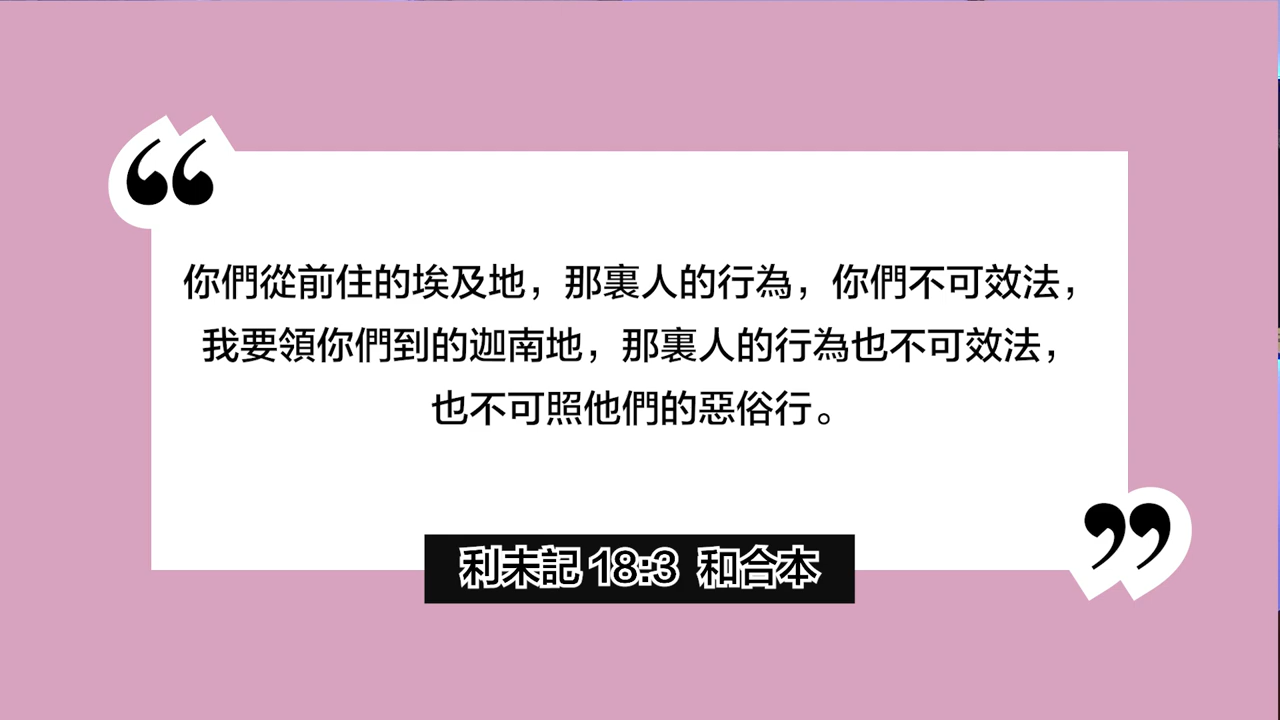 你們從前住的埃及地，那裏人的行為，你們不可效法，
我要領你們到的迦南地，那裏人的行為也不可效法，
也不可照他們的惡俗行。
利未記 18:3 和合本